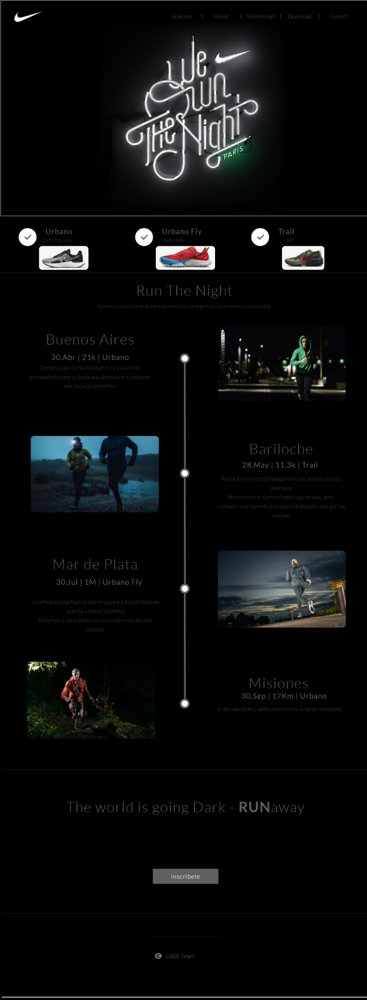 Features | About | Testimonials | Download | Contact
We
Own
The
Night
PARIS
Urbano
Corre mas Alla
Urbano Fly
Vuela Bajo
Trail
4x4
Run The Night
Sumate a nuestra serie de carreras nocturnas an Argentina. No le temas a la oscuridad.
Buenos Aires
30.Abr | 21k | Urbano
Corremos por la ciudad que nunca duerme,
acompañados por su bella arquitectura e iluminados
por las luces porteñas.
Bariloche
28.May | 11.3k | Trail
Noche Fria y vientos Patagonicos nos azotan en esta
aventura.
Recorremos el camino hasta laguna azul, pero
cuidado! una leyenda dice que el Nahuelito sale por las
noches.
Mar de Plata
30.Jul | 1M | Urbano Fly
Una fresca brisa Marina nos empujara a dejarlo todo en
la milla urbana (1609Mts).
El tiempo y las cuestas son el condimento de este
desafio.
Misiones
30.Sep | 17Km | Urbano
Entre cascadas y saltos recorremos la selva misionera.
The world is going Dark - RUNaway
Inscribete
© UADE Team